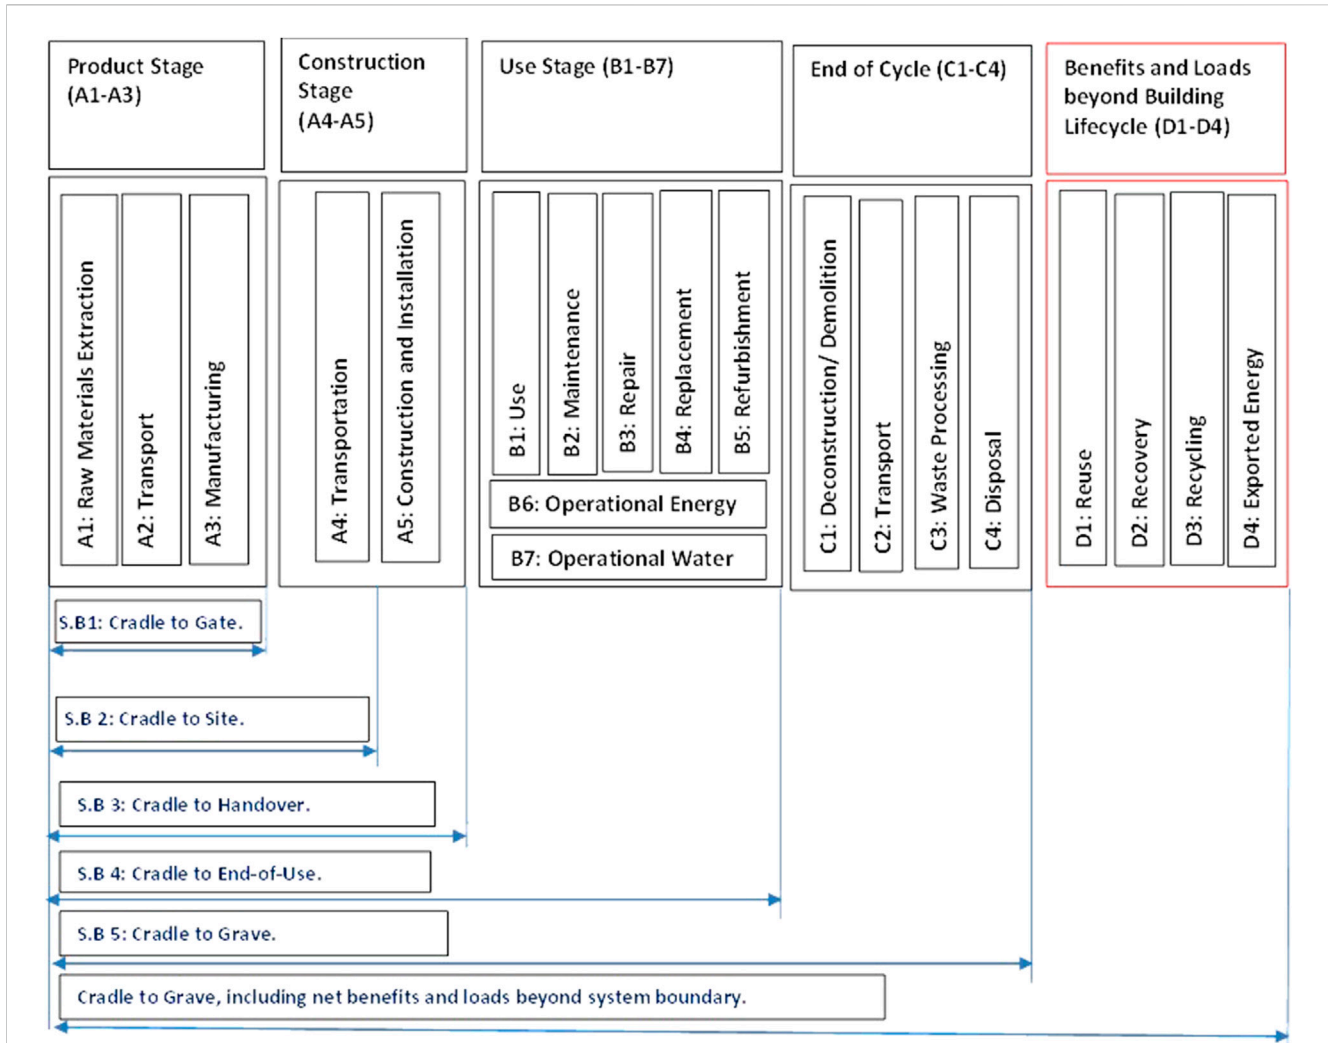 Product Stage
(A1-A3)
Construction
Stage
(A4-A5)
Use Stage (B1-B7)
End of Cycle (C1-C4)
Benefits and Loads
beyond Building
Lifecycle (D1-D4)
A1: Raw Materials Extraction
A2: Transport
A3: Manufacturing
A4: Transportation
A5: Construction and Installation
B1: Use
B2: Maintenance
B3: Repair
B4: Replacement
B5: Refurbishment
B6: Operational Energy
B7: Operational Water
C1: Deconstruction/ Demolition
C2: Transport
C3: Waste Processing
C4: Disposal
D1: Reuse
D2: Recovery
D3: Recycling
D4: Exported Energy
S.B1: Cradle to Gate.
S.B 2: Cradle to Site.
S.B 3: Cradle to Handover.
S.B 4: Cradle to End-of-Use.
S.B 5: Cradle to Grave.
Cradle to Grave, including net benefits and loads beyond system boundary.